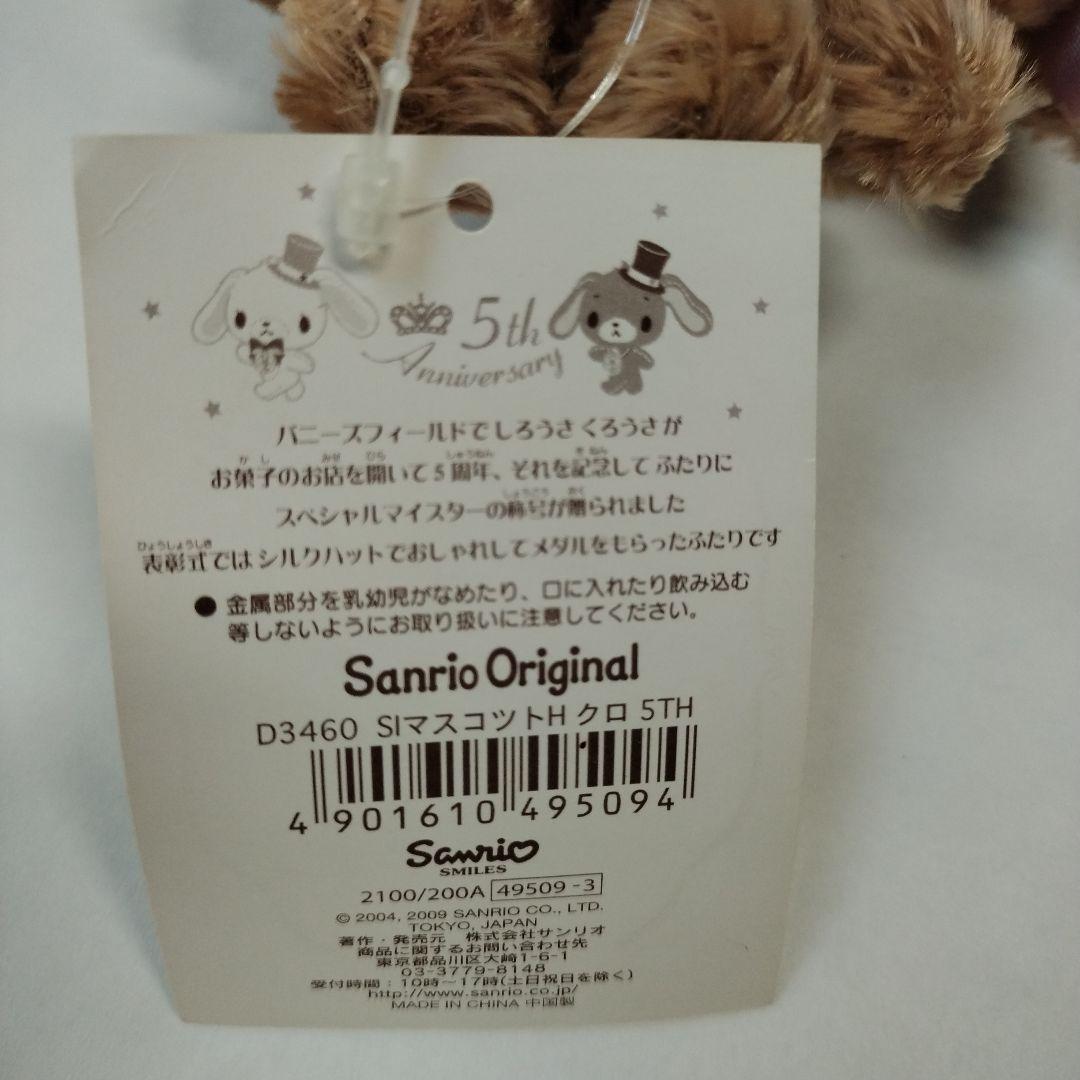 5th
Anniversary
バニーズフィールドでしろうさくろうさが
お菓子のお店を開いて5周年、それを記念してふたりに
スペシャルマイスターの称号が贈られました
表彰式ではシルクハットでおしゃれしてメダルをもらったふたりです
● 金属部分を乳幼児がなめたり、口に入れたり飲み込む
等しないようにお取り扱いに注意してください。
Sanrio Original
D3460 SIマスコツトH クロ 5TH
4 901610 495094
Sanrio
SMILES
2100/200A 49509-3
© 2004, 2009 SANRIO CO., LTD.
TOKYO, JAPAN
著作・発売元 株式会社サンリオ
商品に関するお問い合わせ先
東京都品川区大崎1-6-1
03-3779-8148
受付時間:10時〜17時(土日祝日を除く)
http://www.sanrio.co.jp/
MADE IN CHINA 中国製